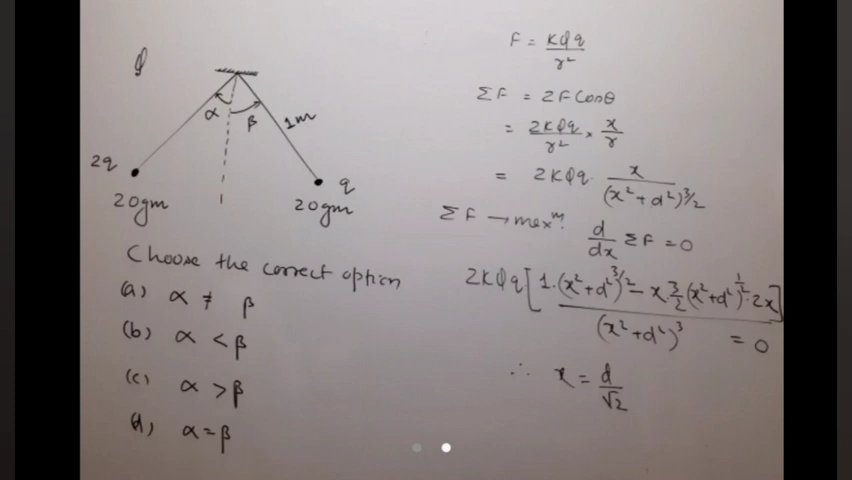 ϕ
α
β
1m
2q
20gm
q
20gm
Choose the correct option
(a) α ≠ β
(b) α < β
(c) α > β
(d) α = β
F = KQq/r²
ΣF = 2F Cosθ
= 2KQq/r² × x/r
= 2KQq · x/(x²+d²)^3/2
ΣF → maxᵐ. d/dx ΣF = 0
2KQq[1·(x²+d²)^3/2 − x·3/2(x²+d²)^1/2·2x]/(x²+d²)³ = 0
∴ x = d/√2